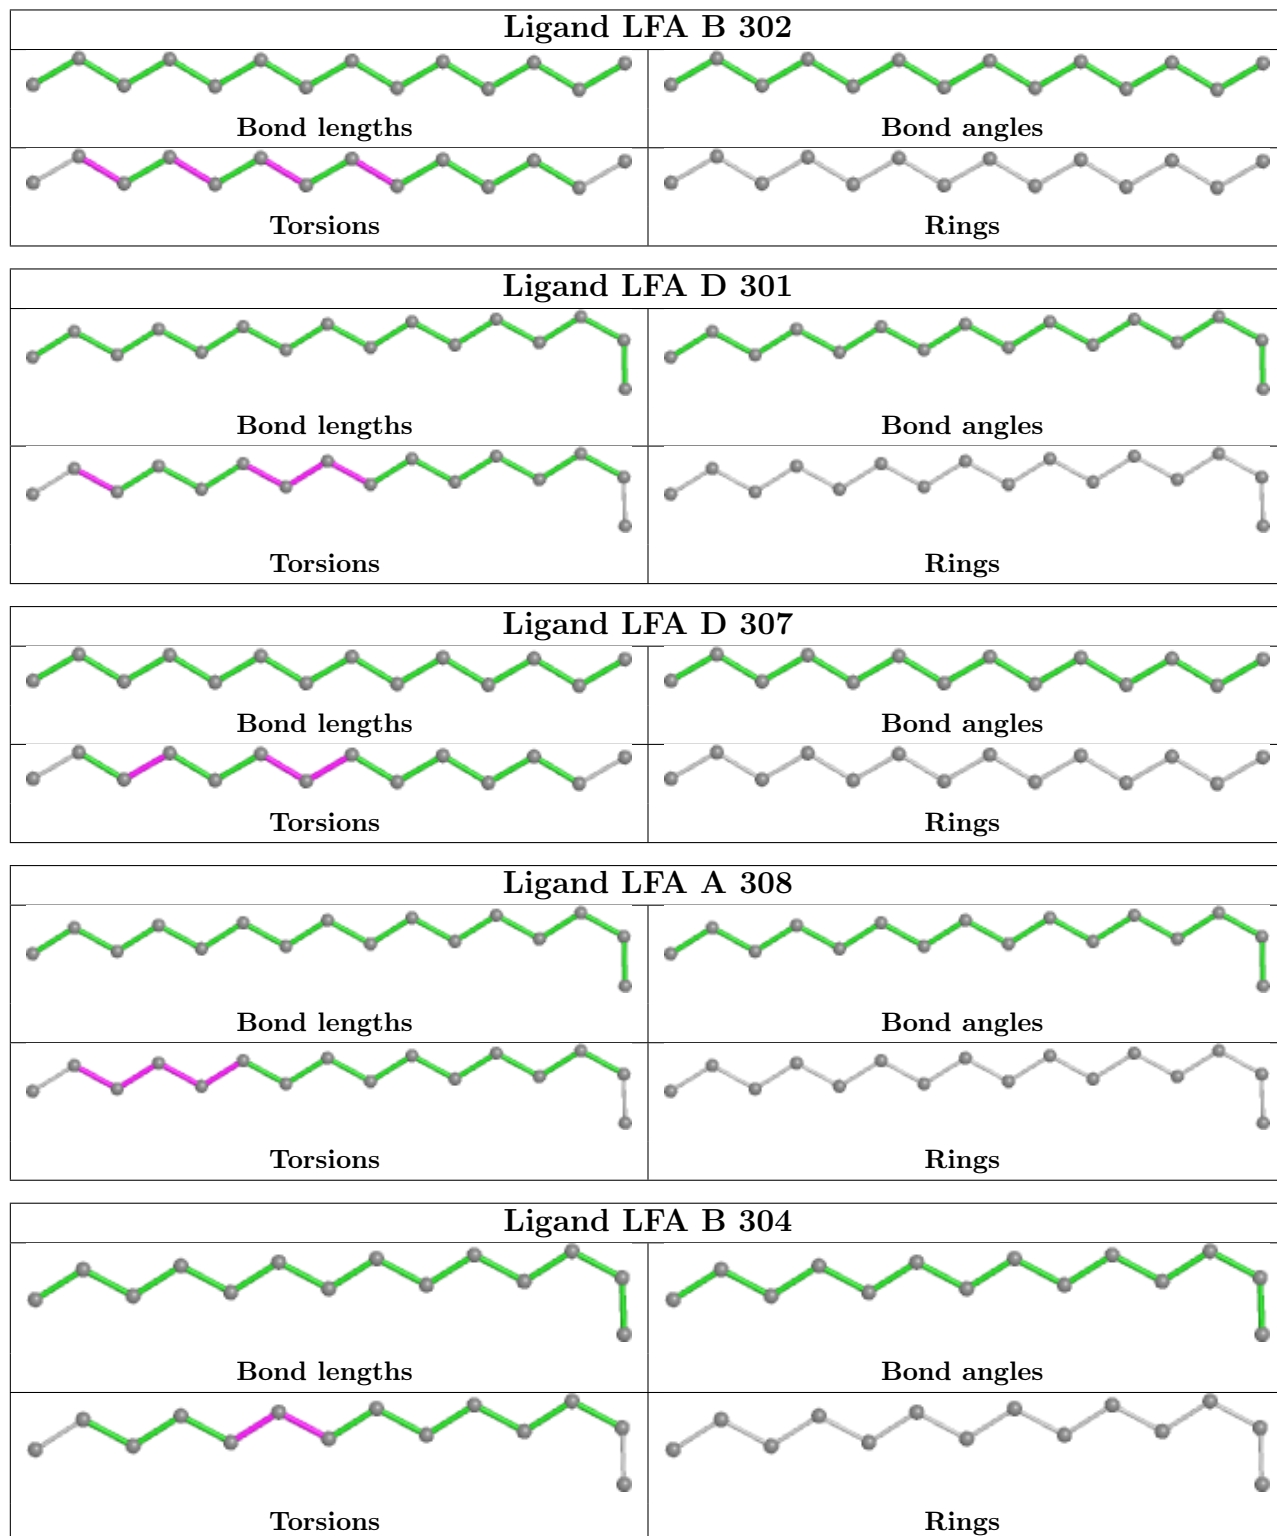 Ligand LFA B 302
Bond lengths Bond angles
Torsions Rings
Ligand LFA D 301
Bond lengths Bond angles
Torsions Rings
Ligand LFA D 307
Bond lengths Bond angles
Torsions Rings
Ligand LFA A 308
Bond lengths Bond angles
Torsions Rings
Ligand LFA B 304
Bond lengths Bond angles
Torsions Rings